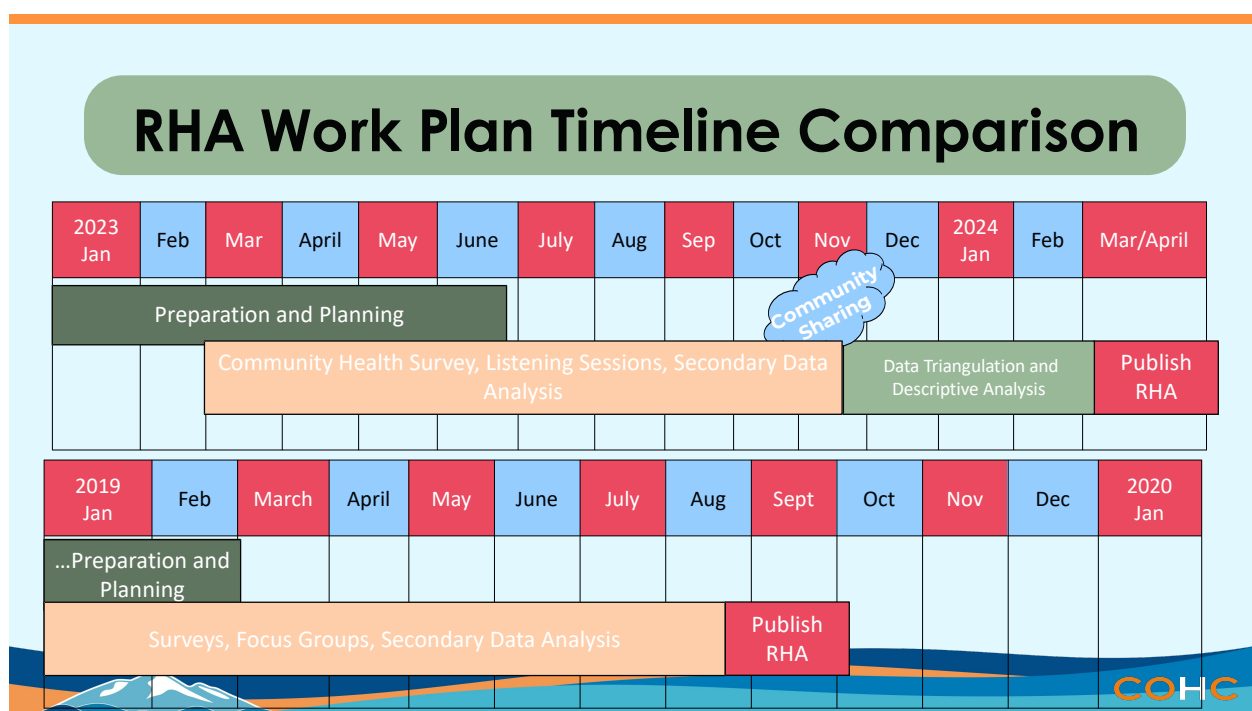 RHA Work Plan Timeline Comparison
2023
Jan
Feb
Mar
April
May
June
July
Aug
Sep
Oct
Nov
Dec
2024
Jan
Feb
Mar/April
Community
Sharing
Preparation and Planning
Community Health Survey, Listening Sessions, Secondary Data
Analysis
Data Triangulation and
Descriptive Analysis
Publish
RHA
2019
Jan
Feb
March
April
May
June
July
Aug
Sept
Oct
Nov
Dec
2020
Jan
...Preparation and
Planning
Surveys, Focus Groups, Secondary Data Analysis
Publish
RHA
COHC